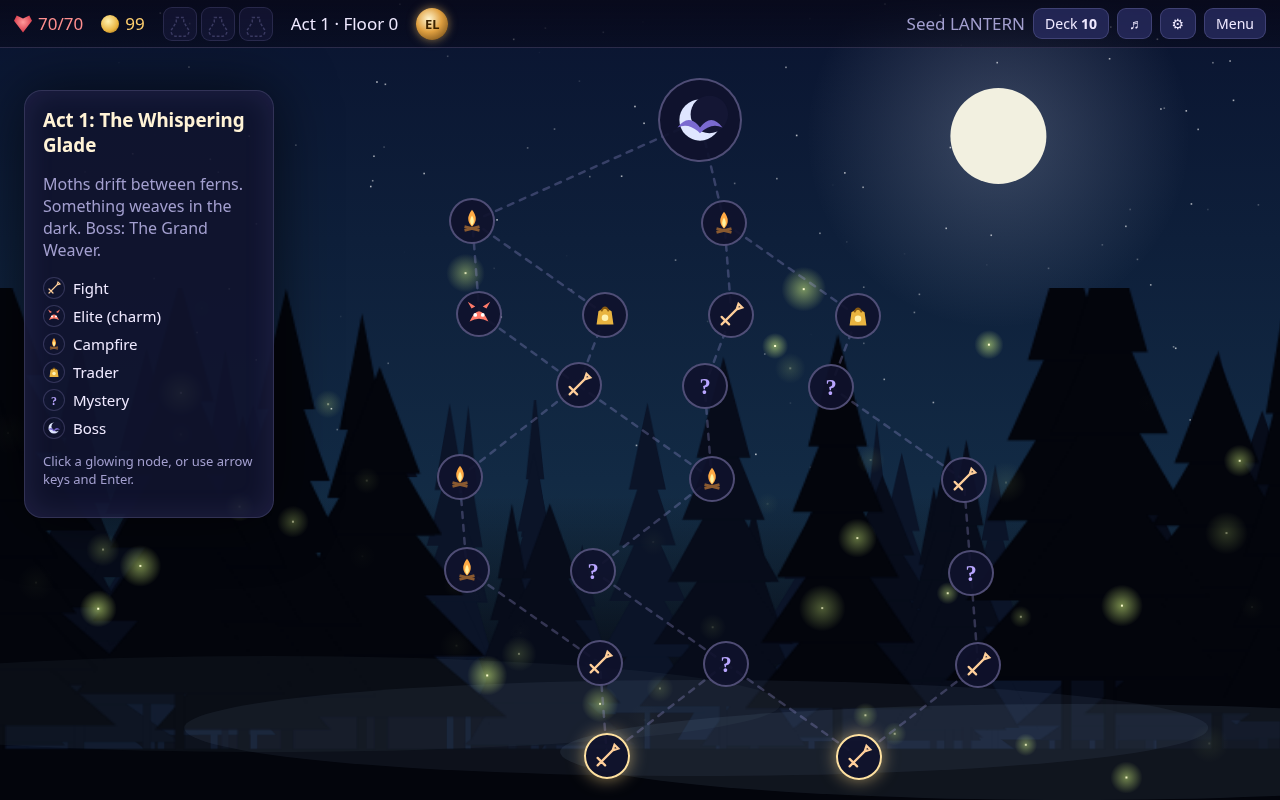 70/70 99 Act 1 · Floor 0 EL Seed LANTERN Deck 10 ♬ ⚙ Menu
Act 1: The Whispering
Glade
Moths drift between ferns.
Something weaves in the
dark. Boss: The Grand
Weaver.
Fight
Elite (charm)
Campfire
Trader
? Mystery
Boss
Click a glowing node, or use arrow
keys and Enter.
? ?
? ?
?